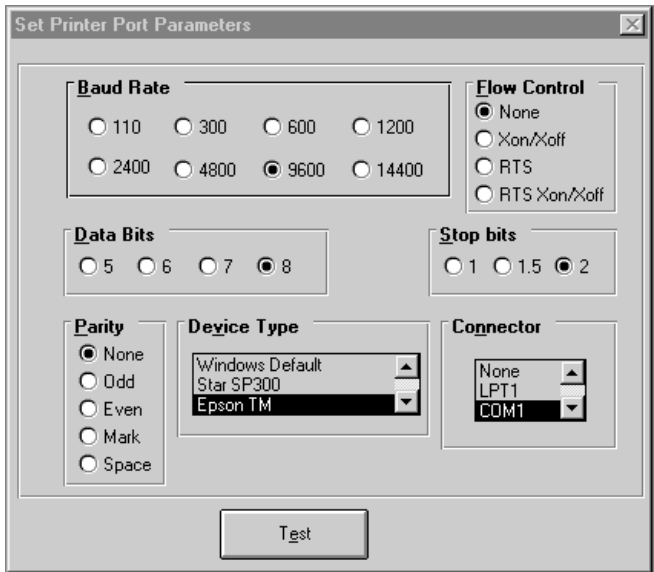 Set Printer Port Parameters
Baud Rate
110 300 600 1200
2400 4800 9600 14400
Flow Control
None
Xon/Xoff
RTS
RTS Xon/Xoff
Data Bits
5 6 7 8
Stop bits
1 1.5 2
Parity
None
Odd
Even
Mark
Space
Device Type
Windows Default
Star SP300
Epson TM
Connector
None
LPT1
COM1
Test